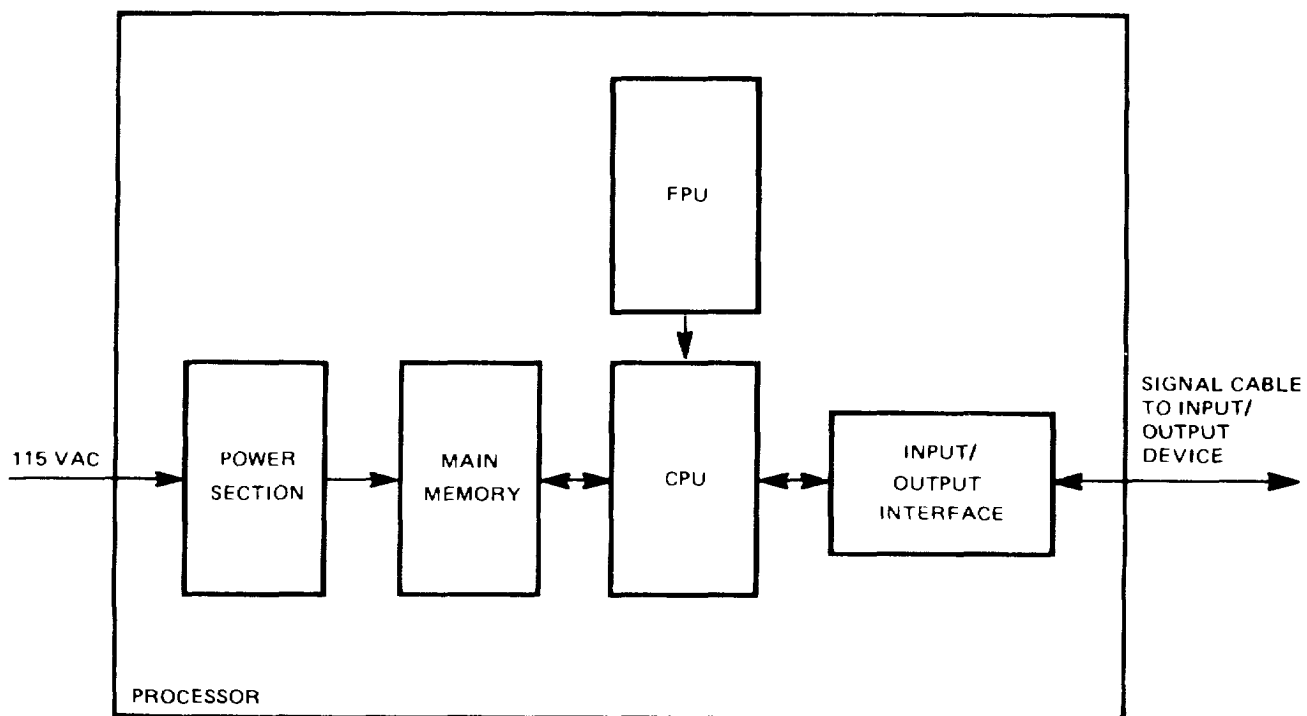 FPU
SIGNAL CABLE
TO INPUT/
OUTPUT
DEVICE
115 VAC
POWER
SECTION
MAIN
MEMORY
CPU
INPUT/
OUTPUT
INTERFACE
PROCESSOR